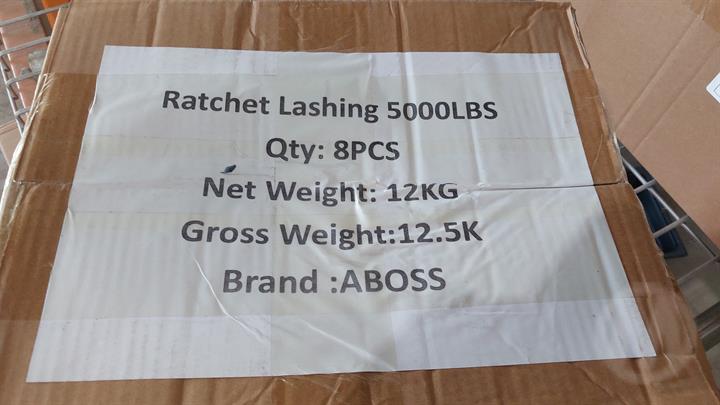 Ratchet Lashing 5000LBS
Qty: 8PCS
Net Weight: 12KG
Gross Weight:12.5K
Brand :ABOSS